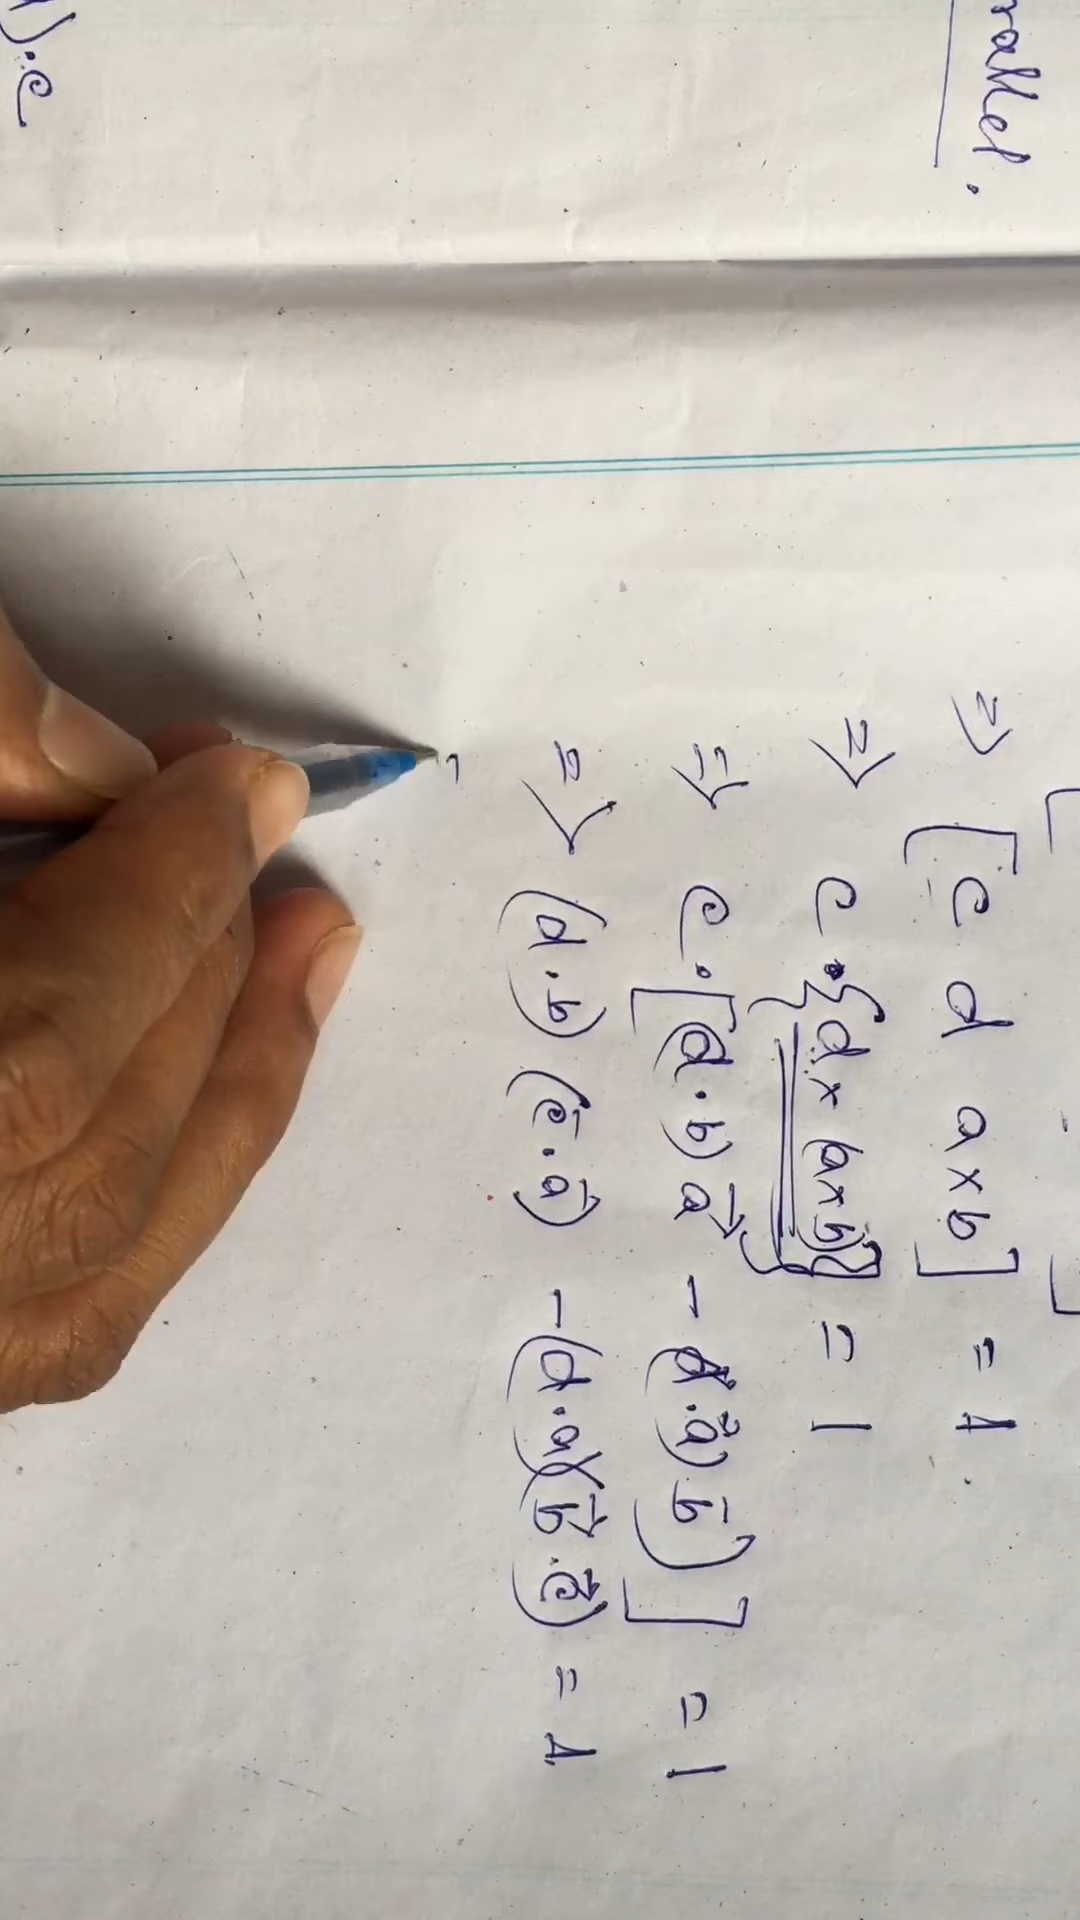 rallel.
⇒ [c̄ d a×b] = 1.
⇒ c·{d× (a×b)} = 1
⇒ c·[(d·b) a⃗ - (d·a⃗) b̄)] = 1
⇒ (d·b) (c̄·ā) -(d·a)(b⃗·c⃗) = 1
)·c